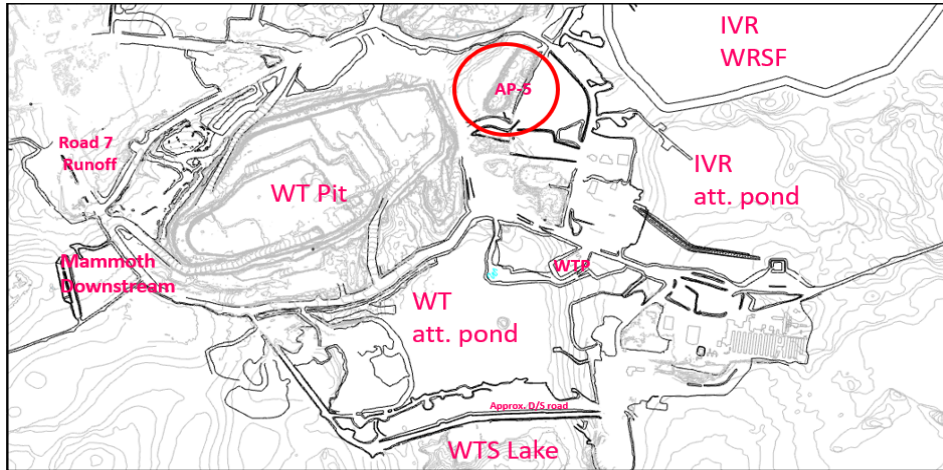 IVR
WRSF
AP-5
Road 7
Runoff
IVR
att. pond
WT Pit
Mammoth
Downstream
WTP
WT
att. pond
Approx. D/S road
WTS Lake